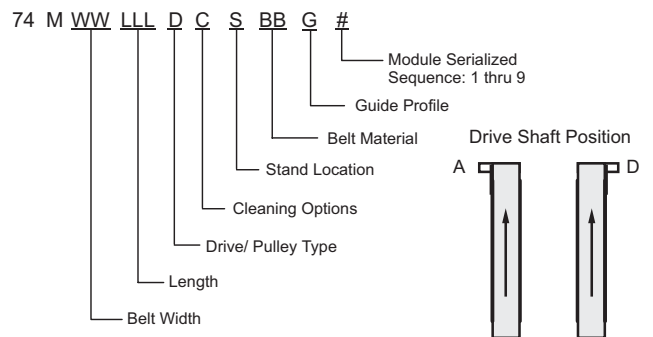 74 M WW LLL D C S BB G #
Module Serialized
Sequence: 1 thru 9
Guide Profile
Belt Material
Drive Shaft Position
Stand Location
A
D
Cleaning Options
Drive/ Pulley Type
Length
Belt Width